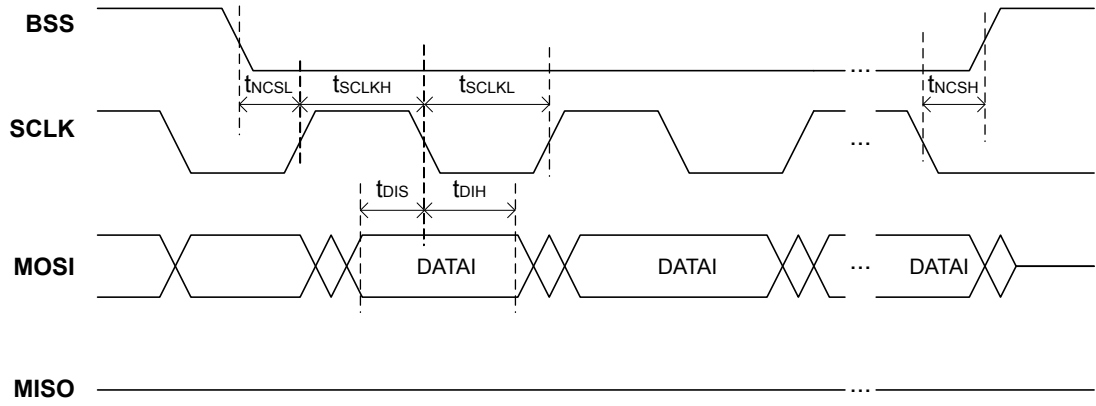 BSS
...
tNCSL tSCLKH tSCLKL tNCSH
SCLK
...
tDIS tDIH
MOSI DATAI DATAI ... DATAI
MISO ...